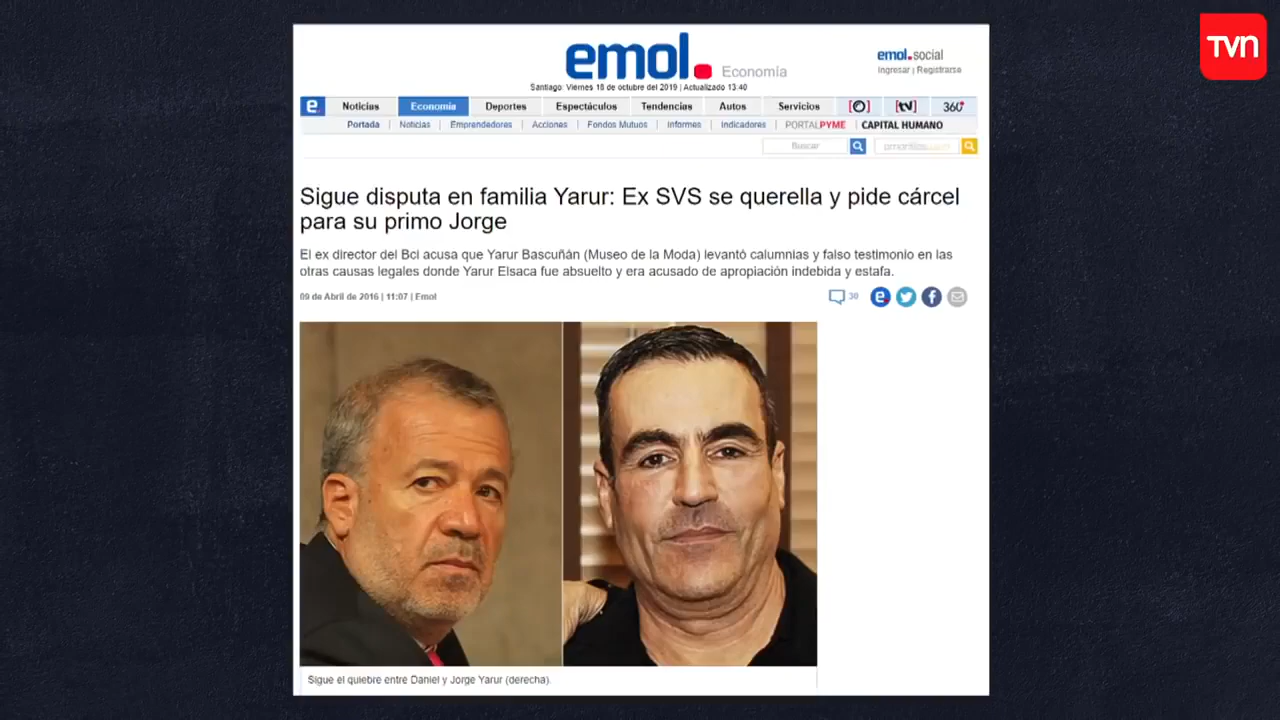 TVN
emol.
Economía
emol.social
Ingresar | Registrarse
Santiago: Viernes 18 de octubre del 2019 | Actualizado 13:40
e. Noticias Economía Deportes Espectáculos Tendencias Autos Servicios [O] [tv] 360°
Portada | Noticias | Emprendedores | Acciones | Fondos Mutuos | Informes | Indicadores | PORTALPYME | CAPITAL HUMANO
Buscar
Sigue disputa en familia Yarur: Ex SVS se querella y pide cárcel
para su primo Jorge
El ex director del Bci acusa que Yarur Bascuñán (Museo de la Moda) levantó calumnias y falso testimonio en las
otras causas legales donde Yarur Elsaca fue absuelto y era acusado de apropiación indebida y estafa.
09 de Abril de 2016 | 11:07 | Emol
30
Sigue el quiebre entre Daniel y Jorge Yarur (derecha).